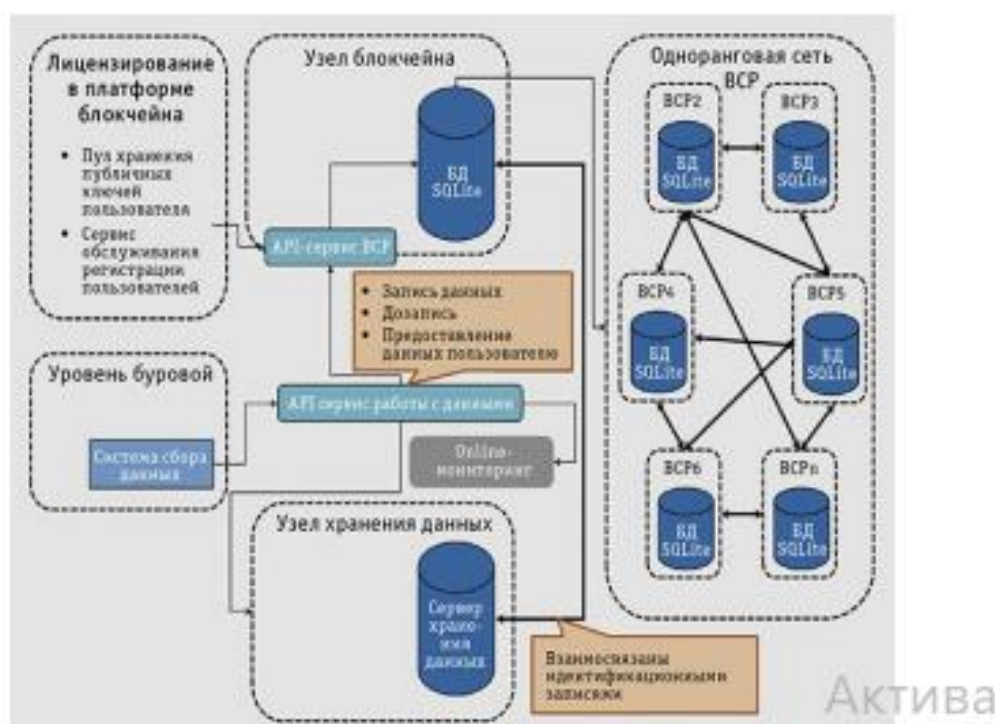 Лицензирование
в платформе
блокчейна
• Пул хранения
публичных
ключей
пользователя
• Сервис
обслуживания
регистрации
пользователей
Узел блокчейна
БД
SQLite
API-сервис ВСР
Одноранговая сеть
ВСР
ВСР2
БД
SQLite
ВСР3
БД
SQLite
ВСР4
БД
SQLite
ВСР5
БД
SQLite
ВСР6
БД
SQLite
ВСРn
БД
SQLite
• Запись данных
• Дозапись
• Предоставление
данных пользователю
Уровень буровой
Система сбора
данных
API сервис работы с данными
Online-
мониторинг
Узел хранения данных
Сервер
хране-
ния
данных
Взаимосвязаны
идентификационными
записями
Актива